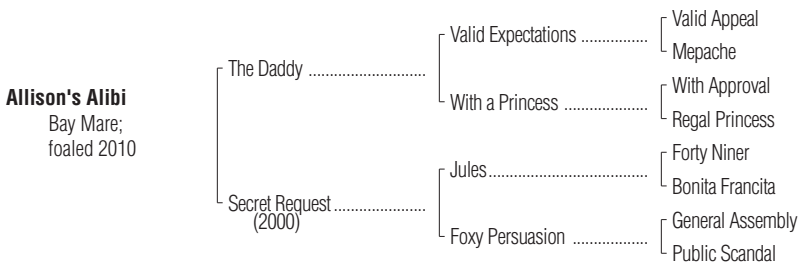 Valid Appeal
Valid Expectations ................
Mepache
The Daddy ...........................
With Approval
With a Princess ....................
Regal Princess
Allison's Alibi
Bay Mare;
foaled 2010
Forty Niner
Jules......................................
Bonita Francita
Secret Request .....................
(2000)
General Assembly
Foxy Persuasion ..................
Public Scandal